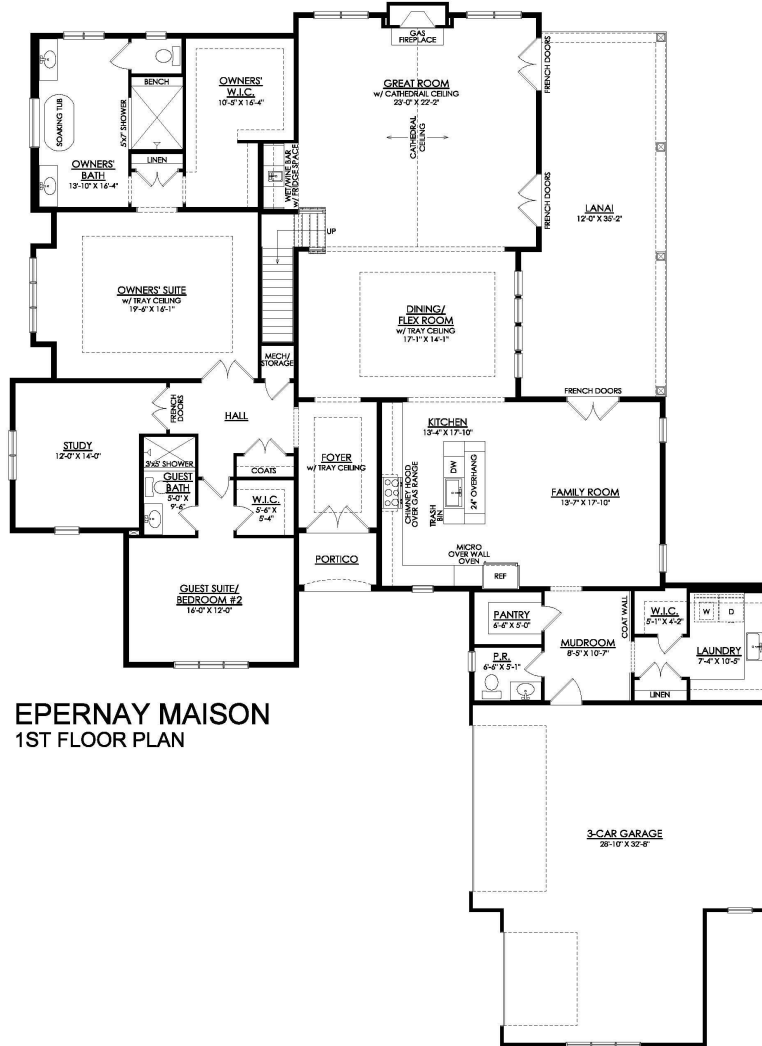 GAS
FIREPLACE
FRENCH DOORS
GREAT ROOM
w/ CATHEDRAL CEILING
23'-0" X 22'-2"
CATHEDRAL
CEILING
FRENCH DOORS
LANAI
12'-0" X 35'-2"
BENCH
5'x7' SHOWER
SOAKING TUB
OWNERS'
W.I.C.
10'-5" X 16'-4"
LINEN
OWNERS'
BATH
13'-10" X 16'-4"
WET/WINE BAR
w/ FRIDGE SPACE
UP
OWNERS' SUITE
w/ TRAY CEILING
19'-6" X 16'-1"
DINING/
FLEX ROOM
w/ TRAY CEILING
17'-1" X 14'-1"
MECH/
STORAGE
FRENCH DOORS
FRENCH
DOORS
HALL
STUDY
12'-0" X 14'-0"
3'x5' SHOWER
GUEST
BATH
5'-0" X
9'-6"
COATS
W.I.C.
5'-6" X
5'-4"
FOYER
w/ TRAY CEILING
KITCHEN
13'-4" X 17'-10"
CHIMNEY HOOD
OVER GAS RANGE
DW
24" OVERHANG
TRASH
BIN
FAMILY ROOM
13'-7" X 17'-10"
MICRO
OVER WALL
OVEN
REF
PORTICO
GUEST SUITE/
BEDROOM #2
16'-0" X 12'-0"
PANTRY
6'-6" X 5'-0"
COAT WALL
W.I.C.
5'-1" X 4'-2"
W
D
MUDROOM
8'-5" X 10'-7"
LAUNDRY
7'-4" X 10'-5"
P.R.
6'-6" X 5'-1"
LINEN
EPERNAY MAISON
1ST FLOOR PLAN
3-CAR GARAGE
28'-10" X 32'-8"